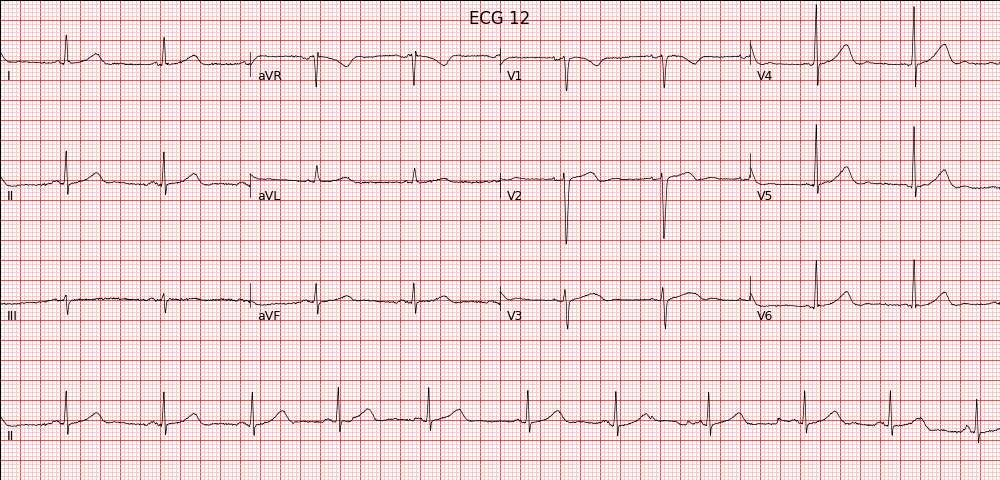 ECG 12
I aVR V1 V4
II aVL V2 V5
III aVF V3 V6
II